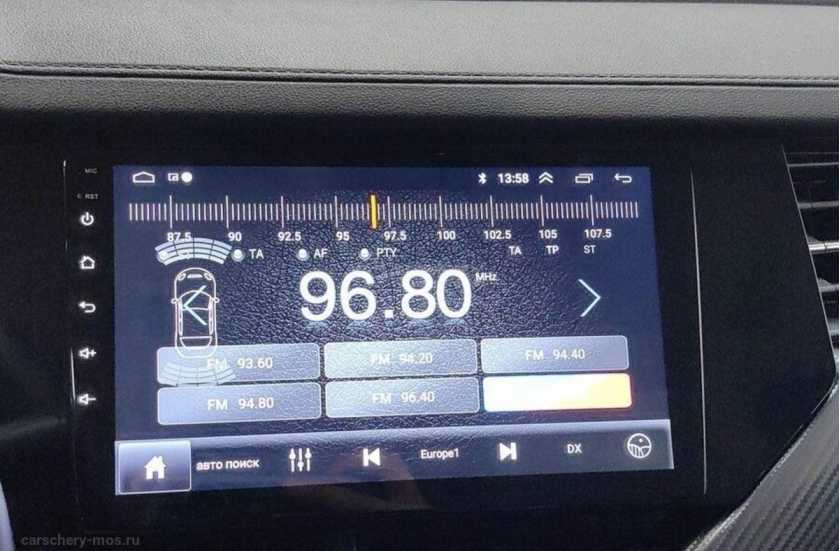 MIC
RST
13:58
87.5 90 92.5 95 97.5 100 102.5 105 107.5
TA AF PTY TA TP ST
96.80 MHz
FM 93.60 FM 94.20 FM 94.40
FM 94.80 FM 96.40
авто поиск Europe1 DX
carschery-mos.ru